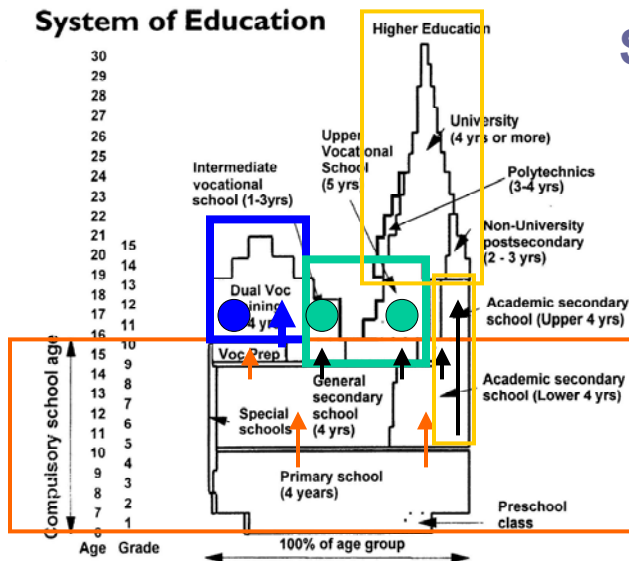 System of Education
S
Higher Education
30
29
28
27
26
25
24
23
22
21
20
19
18
17
16
15
14
13
12
11
10
9
8
7
6
15
14
13
12
11
10
9
8
7
6
5
4
3
2
1
Age Grade
Compulsory school age
University
(4 yrs or more)
Upper
Vocational
School
(5 yrs)
Polytechnics
(3-4 yrs)
Intermediate
vocational
school (1-3yrs)
Non-University
postsecondary
(2 - 3 yrs)
Dual Voc
ining
4 yr
Academic secondary
school (Upper 4 yrs)
Voc Prep
General
secondary
school
(4 yrs)
Academic secondary
school (Lower 4 yrs)
Special
schools
Primary school
(4 years)
Preschool
class
100% of age group